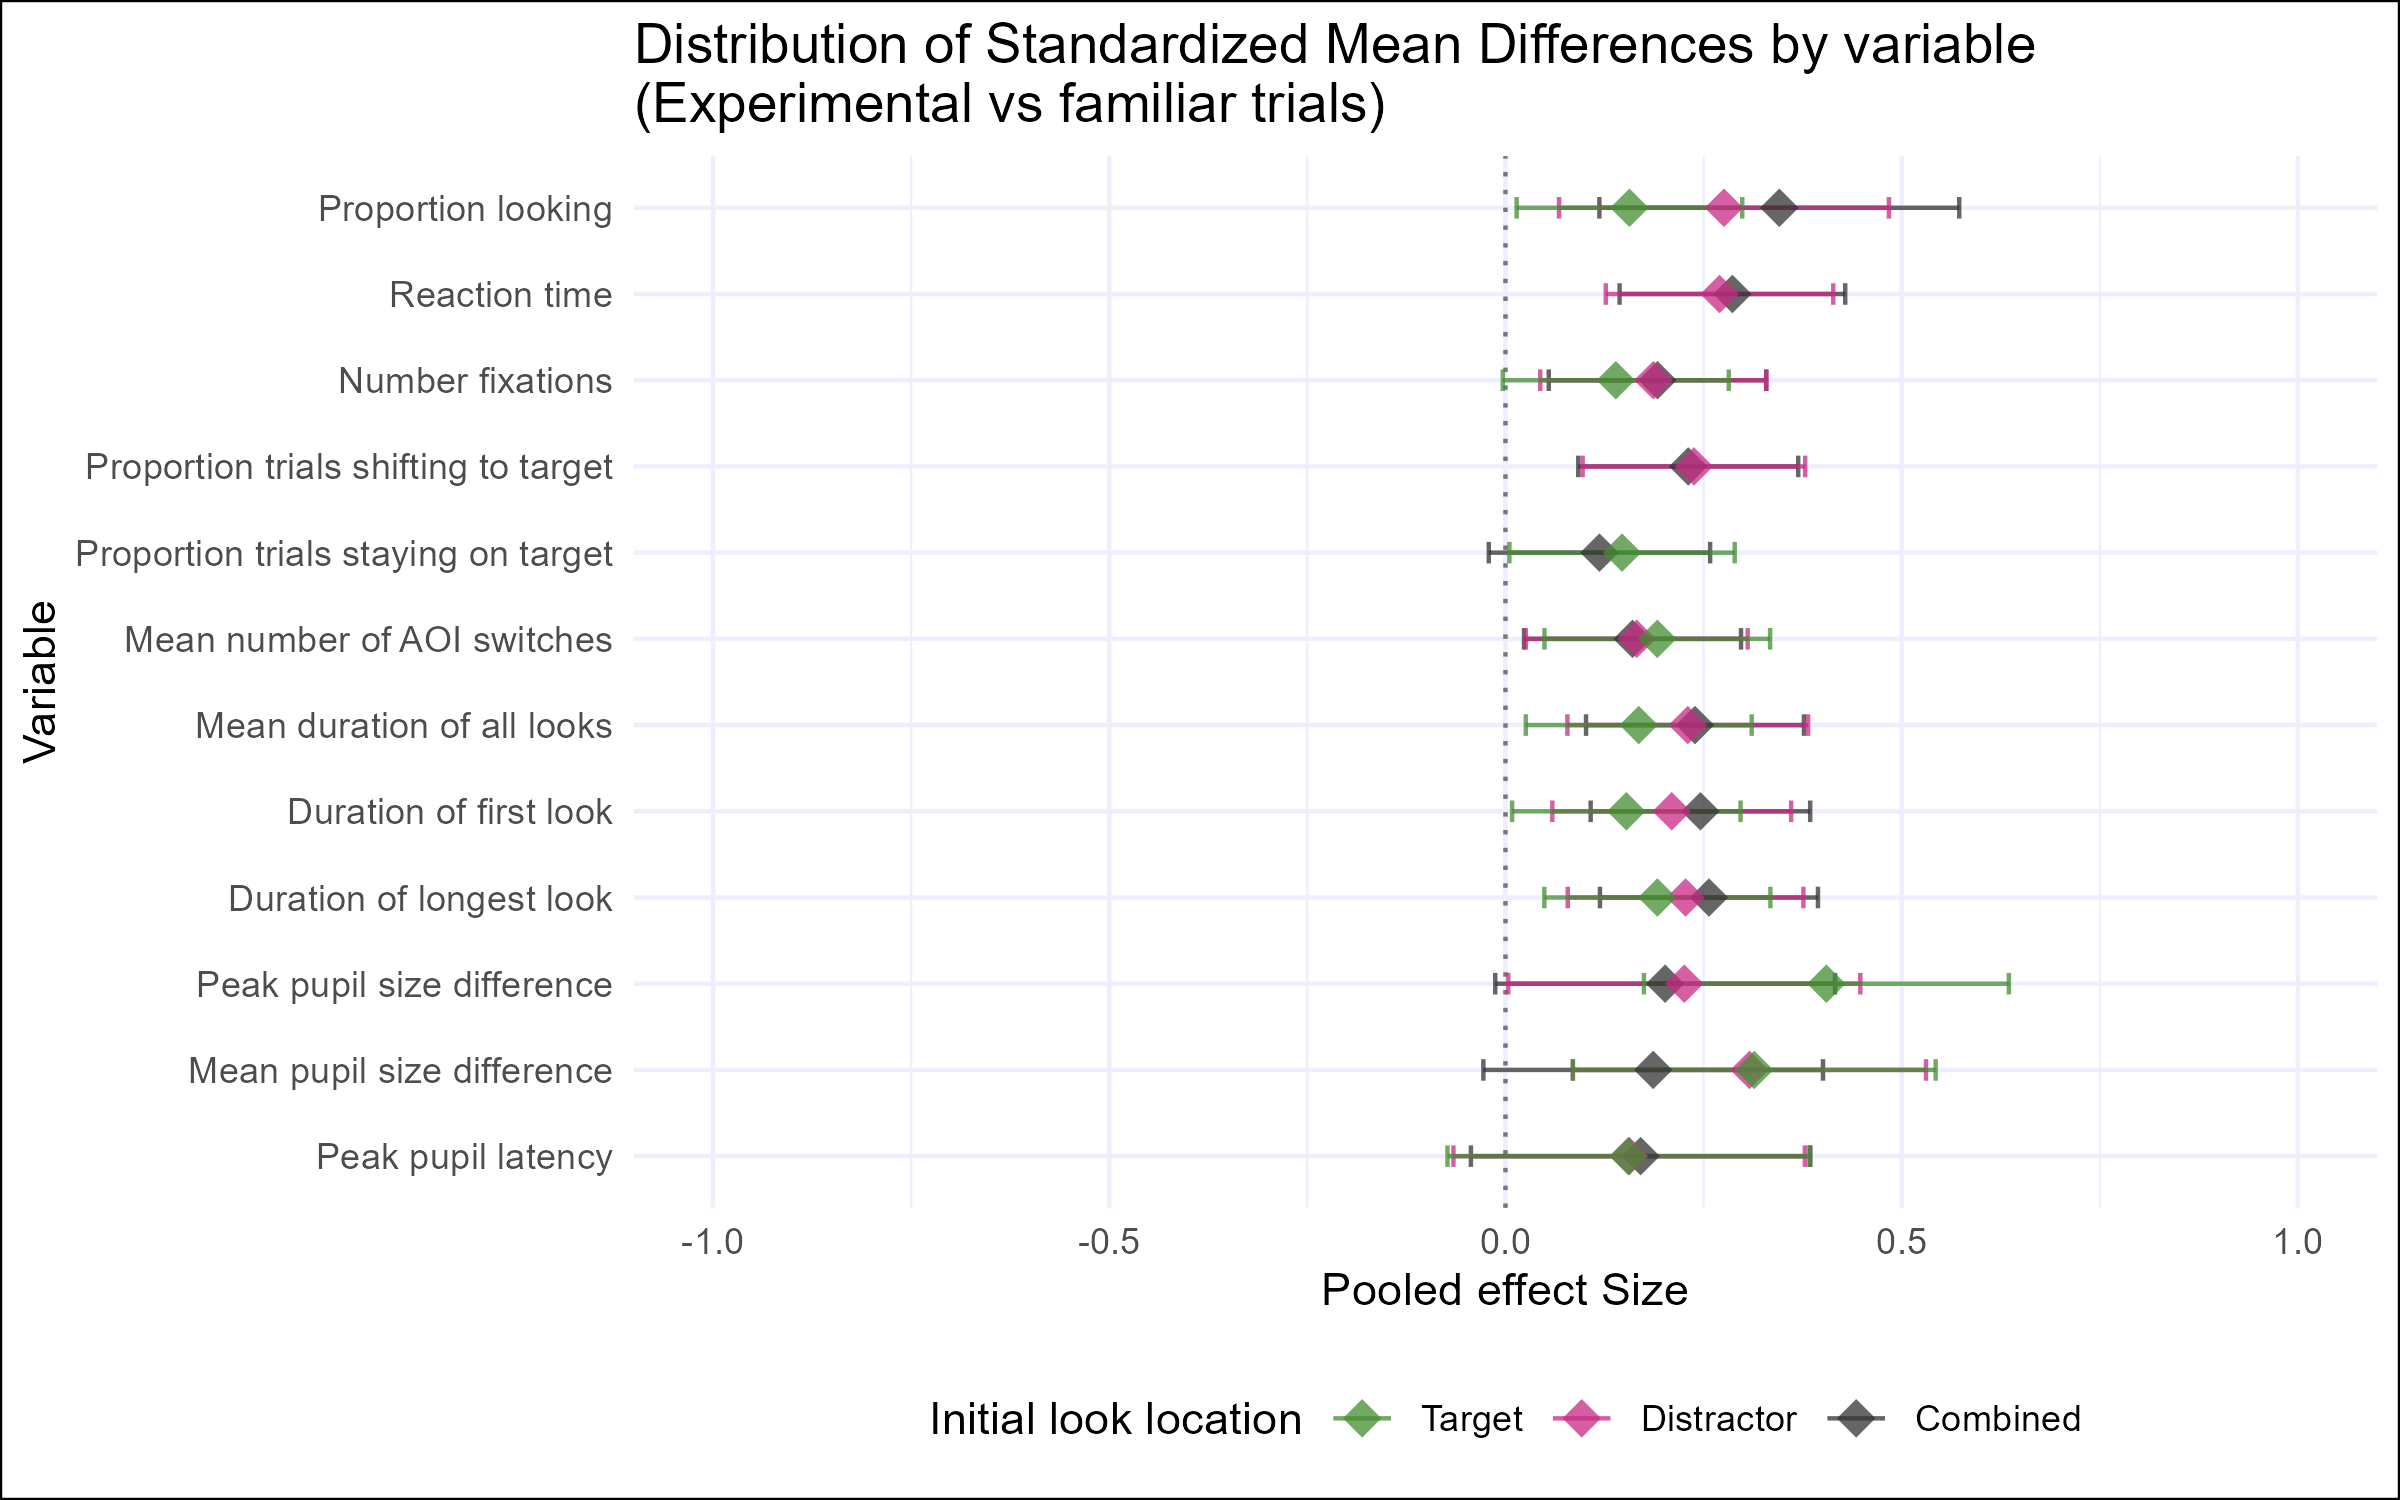 Distribution of Standardized Mean Differences by variable
(Experimental vs familiar trials)
Variable
Proportion looking
Reaction time
Number fixations
Proportion trials shifting to target
Proportion trials staying on target
Mean number of AOI switches
Mean duration of all looks
Duration of first look
Duration of longest look
Peak pupil size difference
Mean pupil size difference
Peak pupil latency
-1.0 -0.5 0.0 0.5 1.0
Pooled effect Size
Initial look location Target Distractor Combined